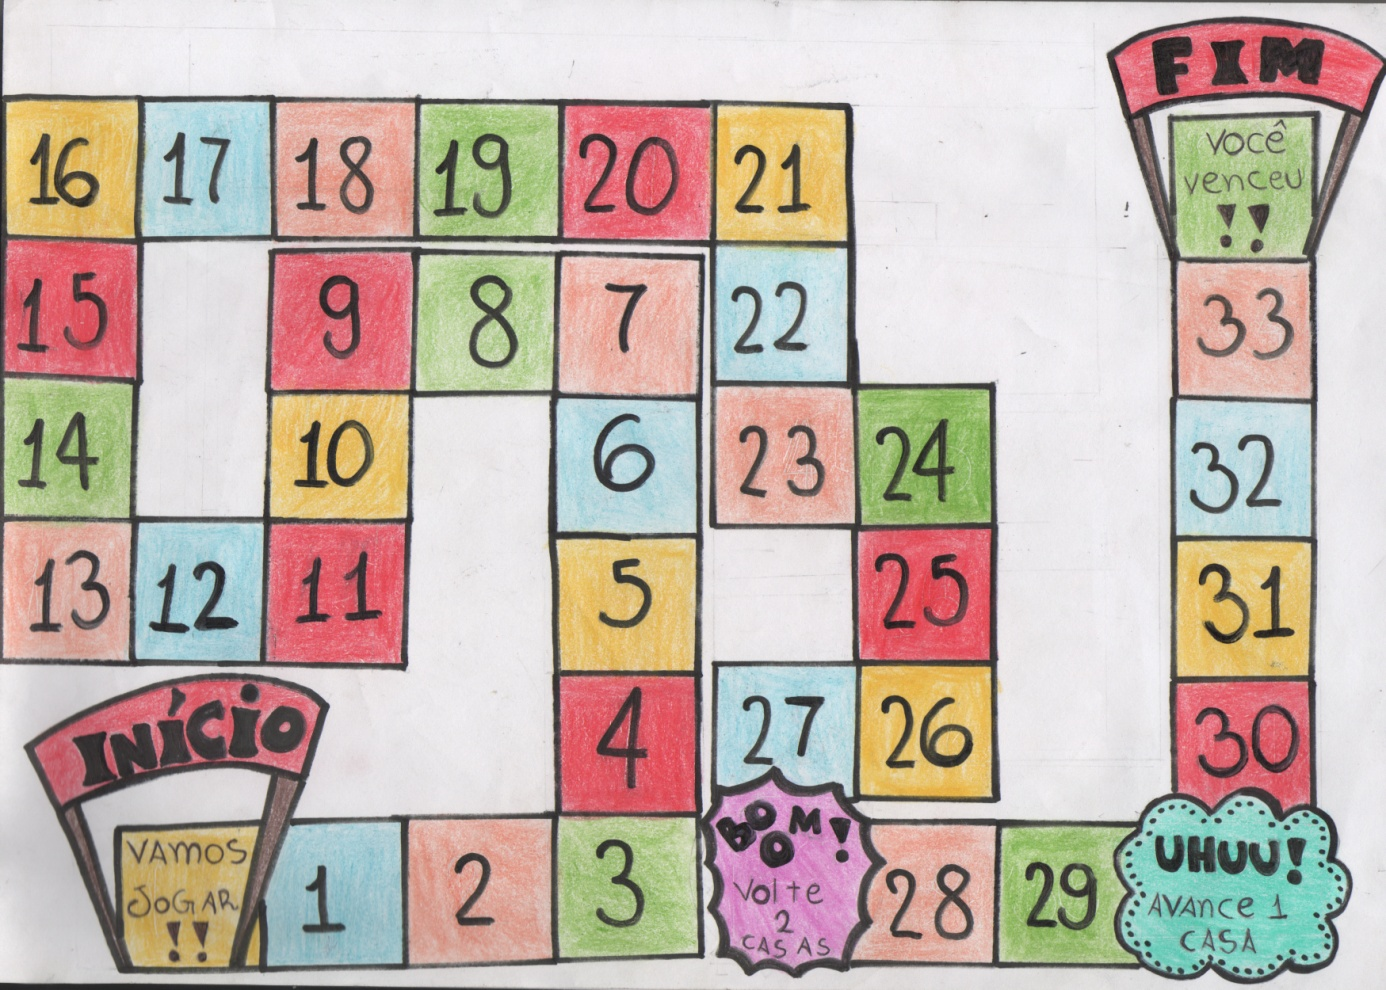 FIM
você
venceu
!!
16 17 18 19 20 21
15 9 8 7 22 33
14 10 6 23 24 32
13 12 11 5 25 31
4 27 26 30
INÍCIO
VAMOS
JOGAR
!!
1 2 3
BOOM!
Volte
2
CASAS
28 29
UHUU!
AVANCE 1
CASA